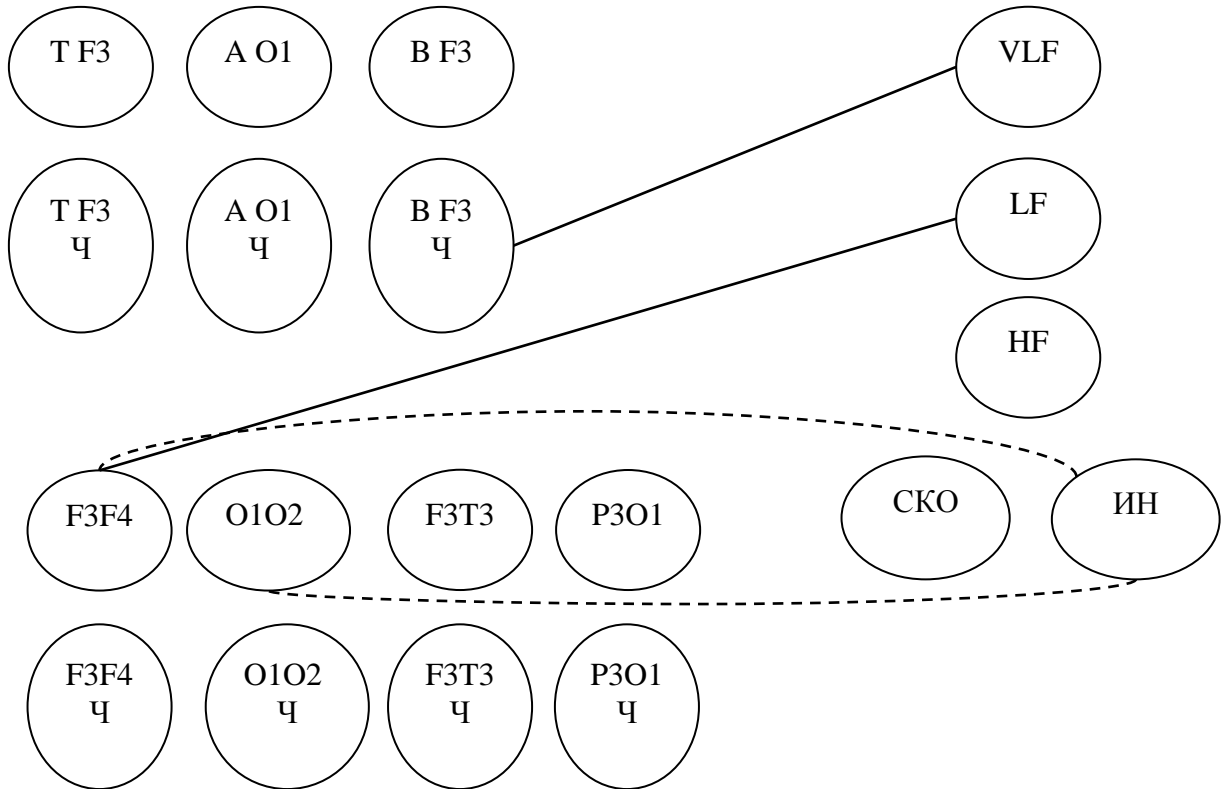 T F3
A O1
B F3
VLF
T F3
Ч
A O1
Ч
B F3
Ч
LF
HF
F3F4
O1O2
F3T3
P3O1
СКО
ИН
F3F4
Ч
O1O2
Ч
F3T3
Ч
P3O1
Ч